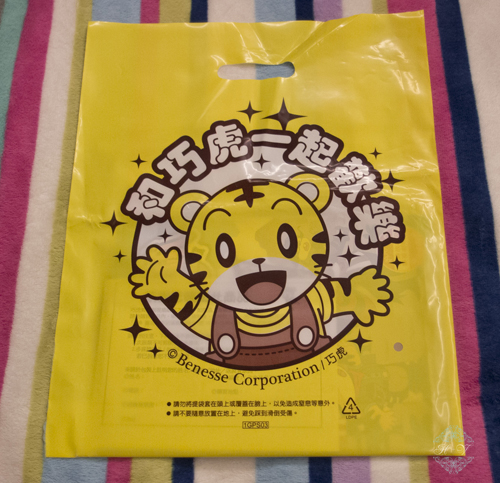 和巧虎一起歡樂
©Benesse Corporation/巧虎
●請勿將提袋套在頭上或覆蓋在臉上，以免造成窒息等意外。
●請不要隨意放置在地上，避免踩到滑倒受傷。
1GPS03
4
LDPE